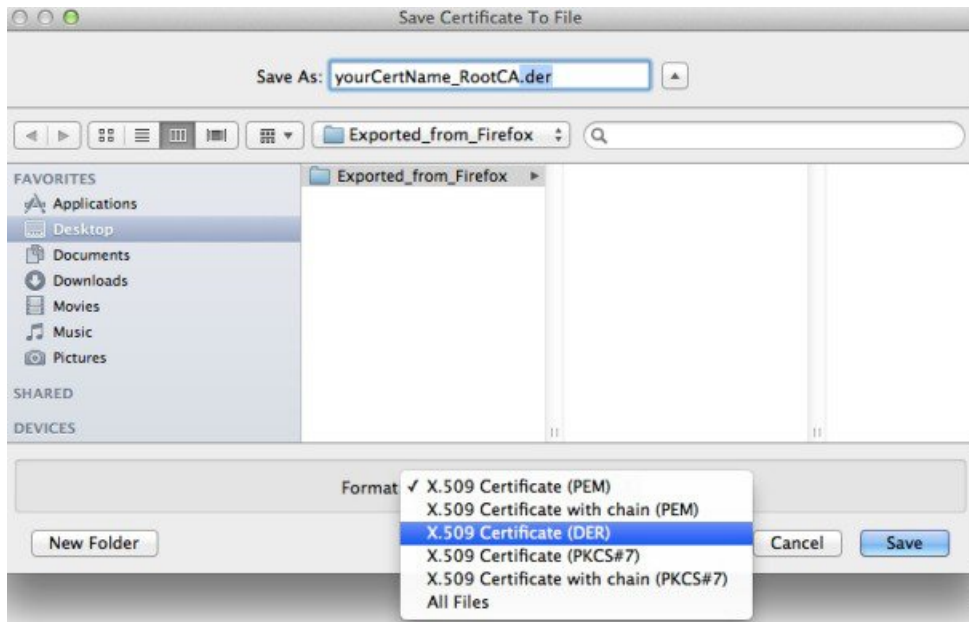 Save Certificate To File
Save As: yourCertName_RootCA.der
Exported_from_Firefox
FAVORITES
Exported_from_Firefox
Applications
Desktop
Documents
Downloads
Movies
Music
Pictures
SHARED
DEVICES
Format ✓ X.509 Certificate (PEM)
X.509 Certificate with chain (PEM)
X.509 Certificate (DER)
X.509 Certificate (PKCS#7)
X.509 Certificate with chain (PKCS#7)
All Files
New Folder
Cancel
Save